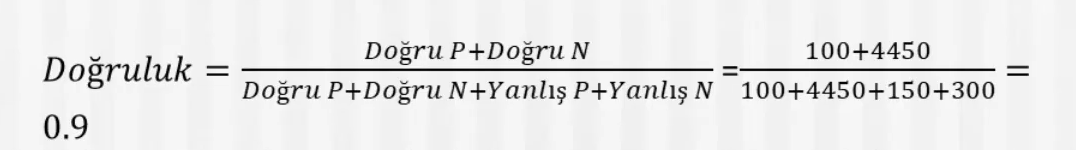 Doğruluk = Doğru P+Doğru N / Doğru P+Doğru N+Yanlış P+Yanlış N = 100+4450 / 100+4450+150+300 =
0.9